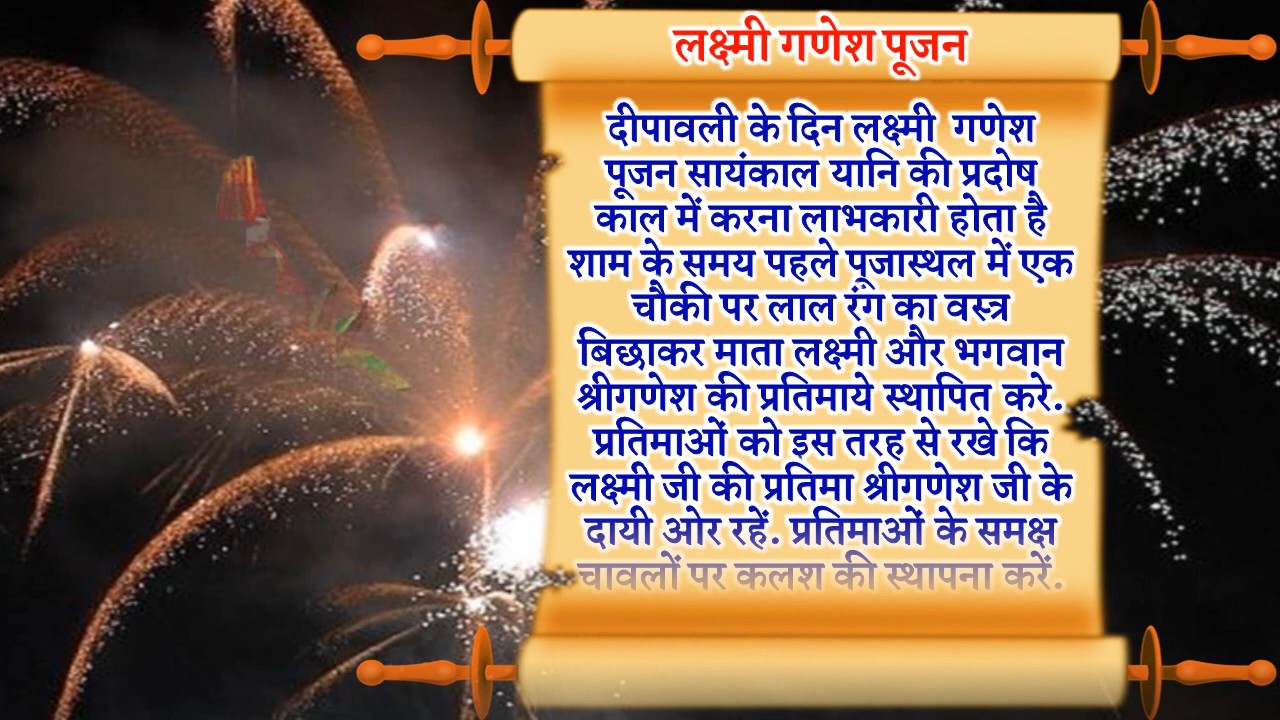 लक्ष्मी गणेश पूजन
दीपावली के दिन लक्ष्मी गणेश
पूजन सायंकाल यानि की प्रदोष
काल में करना लाभकारी होता है
शाम के समय पहले पूजास्थल में एक
चौकी पर लाल रंग का वस्त्र
बिछाकर माता लक्ष्मी और भगवान
श्रीगणेश की प्रतिमाये स्थापित करे.
प्रतिमाओं को इस तरह से रखे कि
लक्ष्मी जी की प्रतिमा श्रीगणेश जी के
दायी ओर रहें. प्रतिमाओं के समक्ष
चावलों पर कलश की स्थापना करें.